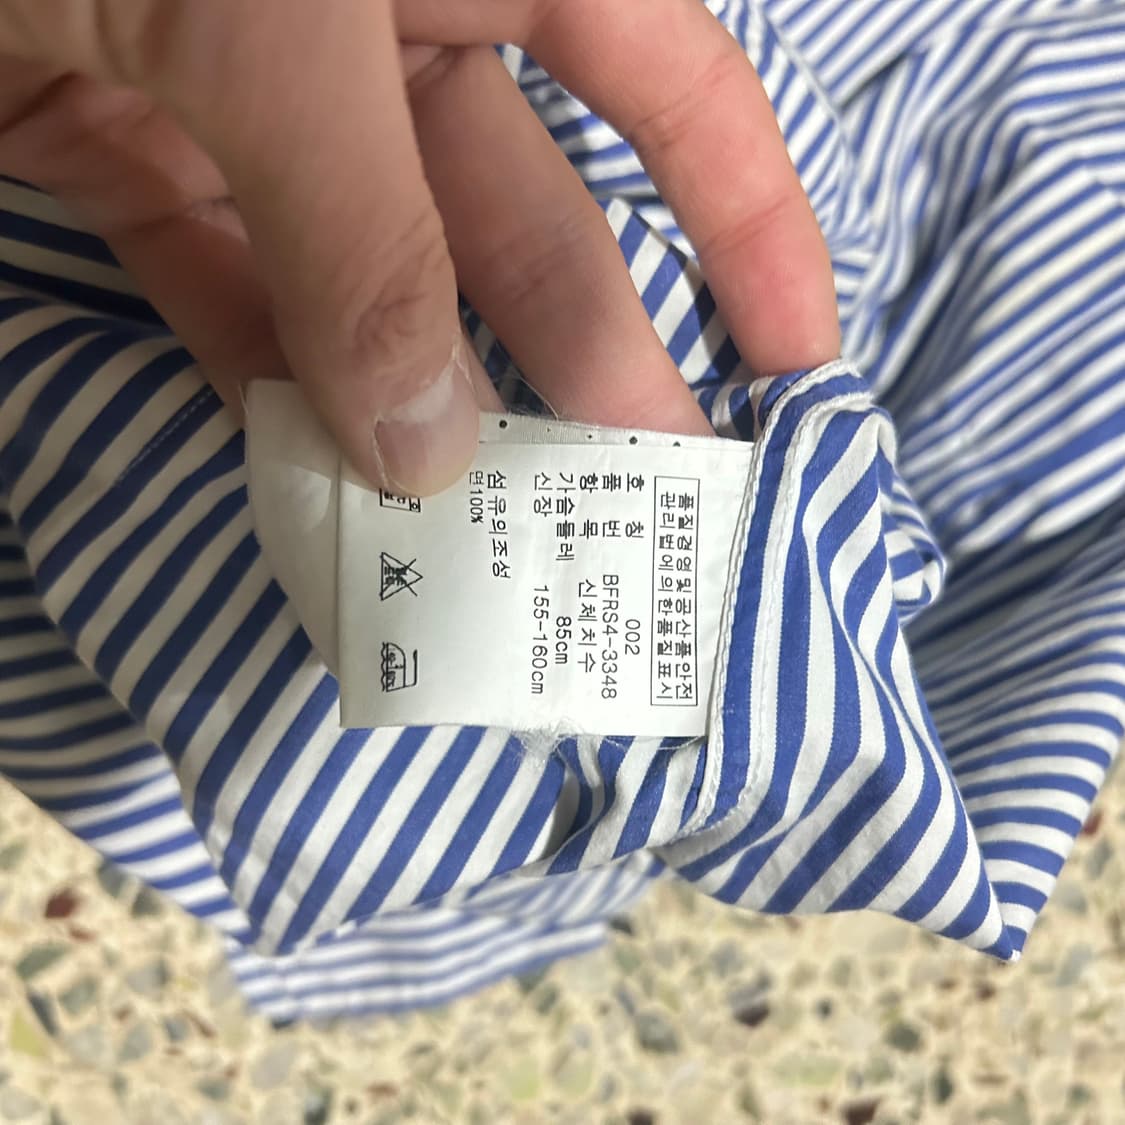 품질경영 및 공산품안전
관리법에의한품질표시
호 칭 002
품 번 BFRS4-3348
항 목 신체치수
가슴둘레 85cm
신장 155-160cm
섬유의조성
면100%